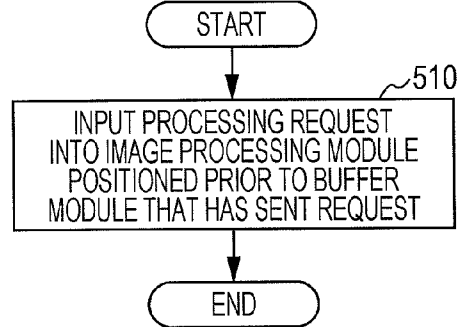 START
510
INPUT PROCESSING REQUEST
INTO IMAGE PROCESSING MODULE
POSITIONED PRIOR TO BUFFER
MODULE THAT HAS SENT REQUEST
END